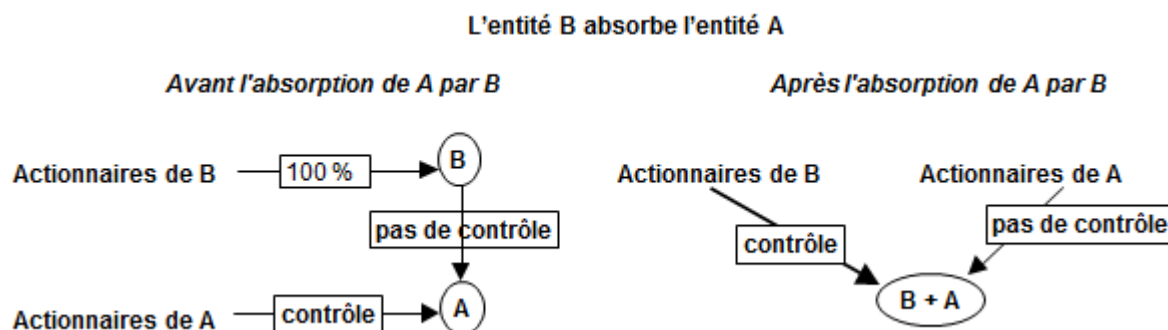 L'entité B absorbe l'entité A
Avant l'absorption de A par B
Après l'absorption de A par B
Actionnaires de B
100 %
B
pas de contrôle
Actionnaires de A
contrôle
A
Actionnaires de B
Actionnaires de A
contrôle
pas de contrôle
B + A